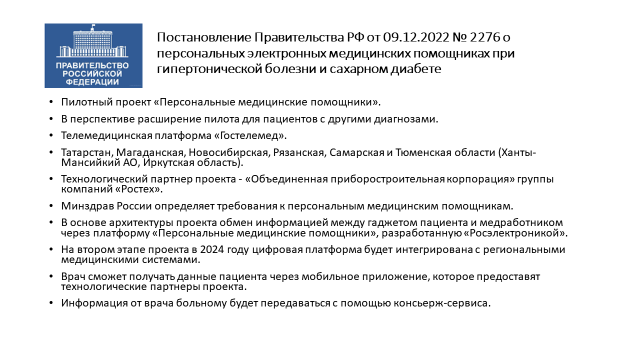 Постановление Правительства РФ от 09.12.2022 № 2276 о
персональных электронных медицинских помощниках при
гипертонической болезни и сахарном диабете
ПРАВИТЕЛЬСТВО
РОССИЙСКОЙ
ФЕДЕРАЦИИ
• Пилотный проект «Персональные медицинские помощники».
• В перспективе расширение пилота для пациентов с другими диагнозами.
• Телемедицинская платформа «Гостелемед».
• Татарстан, Магаданская, Новосибирская, Рязанская, Самарская и Тюменская области (Ханты-
Мансийкий АО, Иркутская область).
• Технологический партнер проекта - «Объединенная приборостроительная корпорация» группы
компаний «Ростех».
• Минздрав России определяет требования к персональным медицинским помощникам.
• В основе архитектуры проекта обмен информацией между гаджетом пациента и медработником
через платформу «Персональные медицинские помощники», разработанную «Росэлектроникой».
• На втором этапе проекта в 2024 году цифровая платформа будет интегрирована с региональными
медицинскими системами.
• Врач сможет получать данные пациента через мобильное приложение, которое предоставят
технологические партнеры проекта.
• Информация от врача больному будет передаваться с помощью консьерж-сервиса.